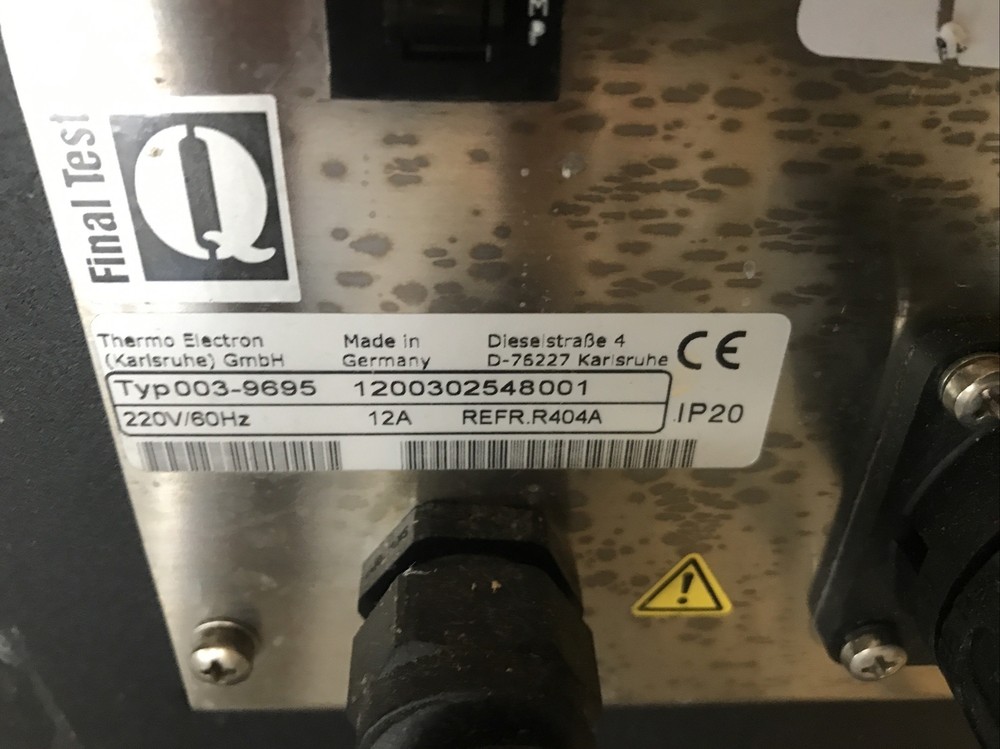 MP
Final Test
Q
Thermo Electron Made in Dieselstraße 4
(Karlsruhe) GmbH Germany D-76227 Karlsruhe CE
Typ003-9695 1200302548001
220V/60Hz 12A REFR.R404A IP20
!